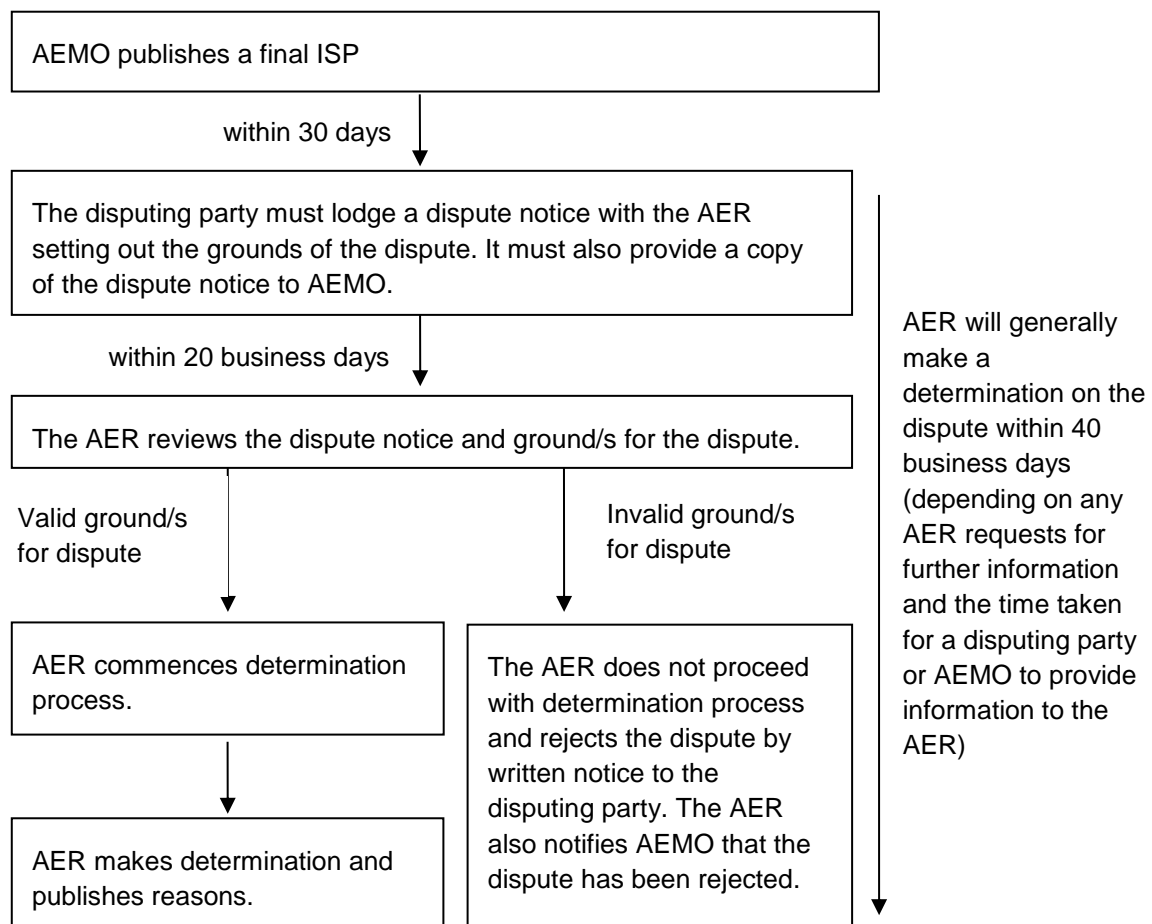 AEMO publishes a final ISP
within 30 days
The disputing party must lodge a dispute notice with the AER
setting out the grounds of the dispute. It must also provide a copy
of the dispute notice to AEMO.
within 20 business days
The AER reviews the dispute notice and ground/s for the dispute.
Valid ground/s
for dispute
Invalid ground/s
for dispute
AER commences determination
process.
The AER does not proceed
with determination process
and rejects the dispute by
written notice to the
disputing party. The AER
also notifies AEMO that the
dispute has been rejected.
AER makes determination and
publishes reasons.
AER will generally
make a
determination on the
dispute within 40
business days
(depending on any
AER requests for
further information
and the time taken
for a disputing party
or AEMO to provide
information to the
AER)